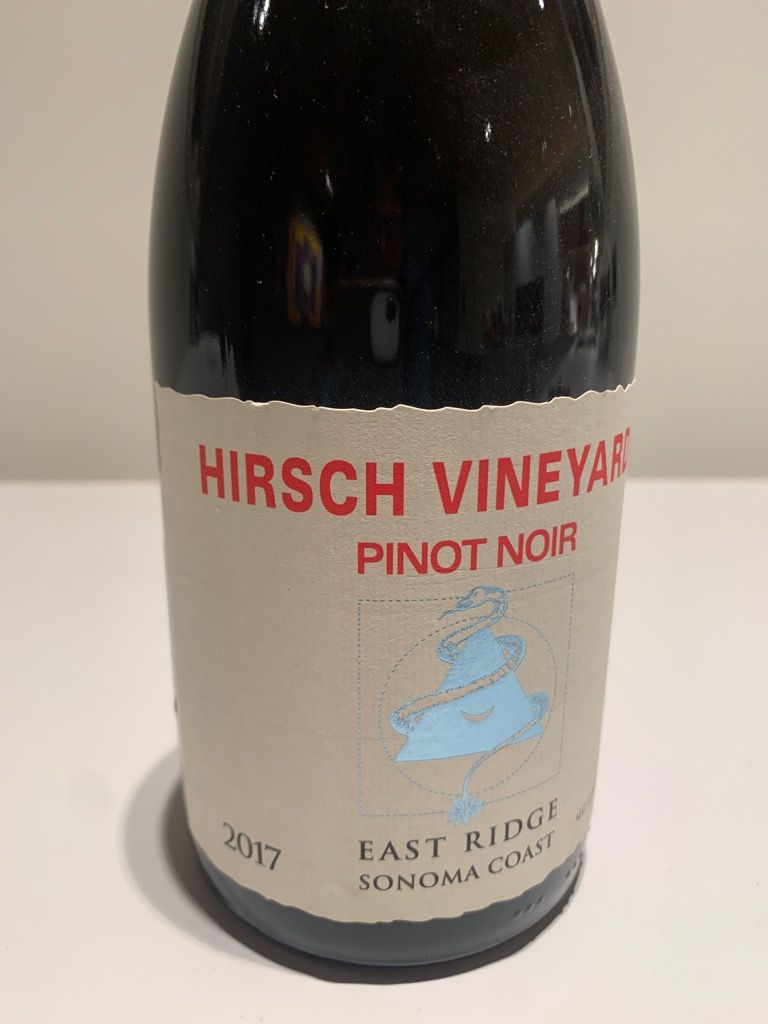 HIRSCH VINEYARD
PINOT NOIR
2017
EAST RIDGE
SONOMA COAST